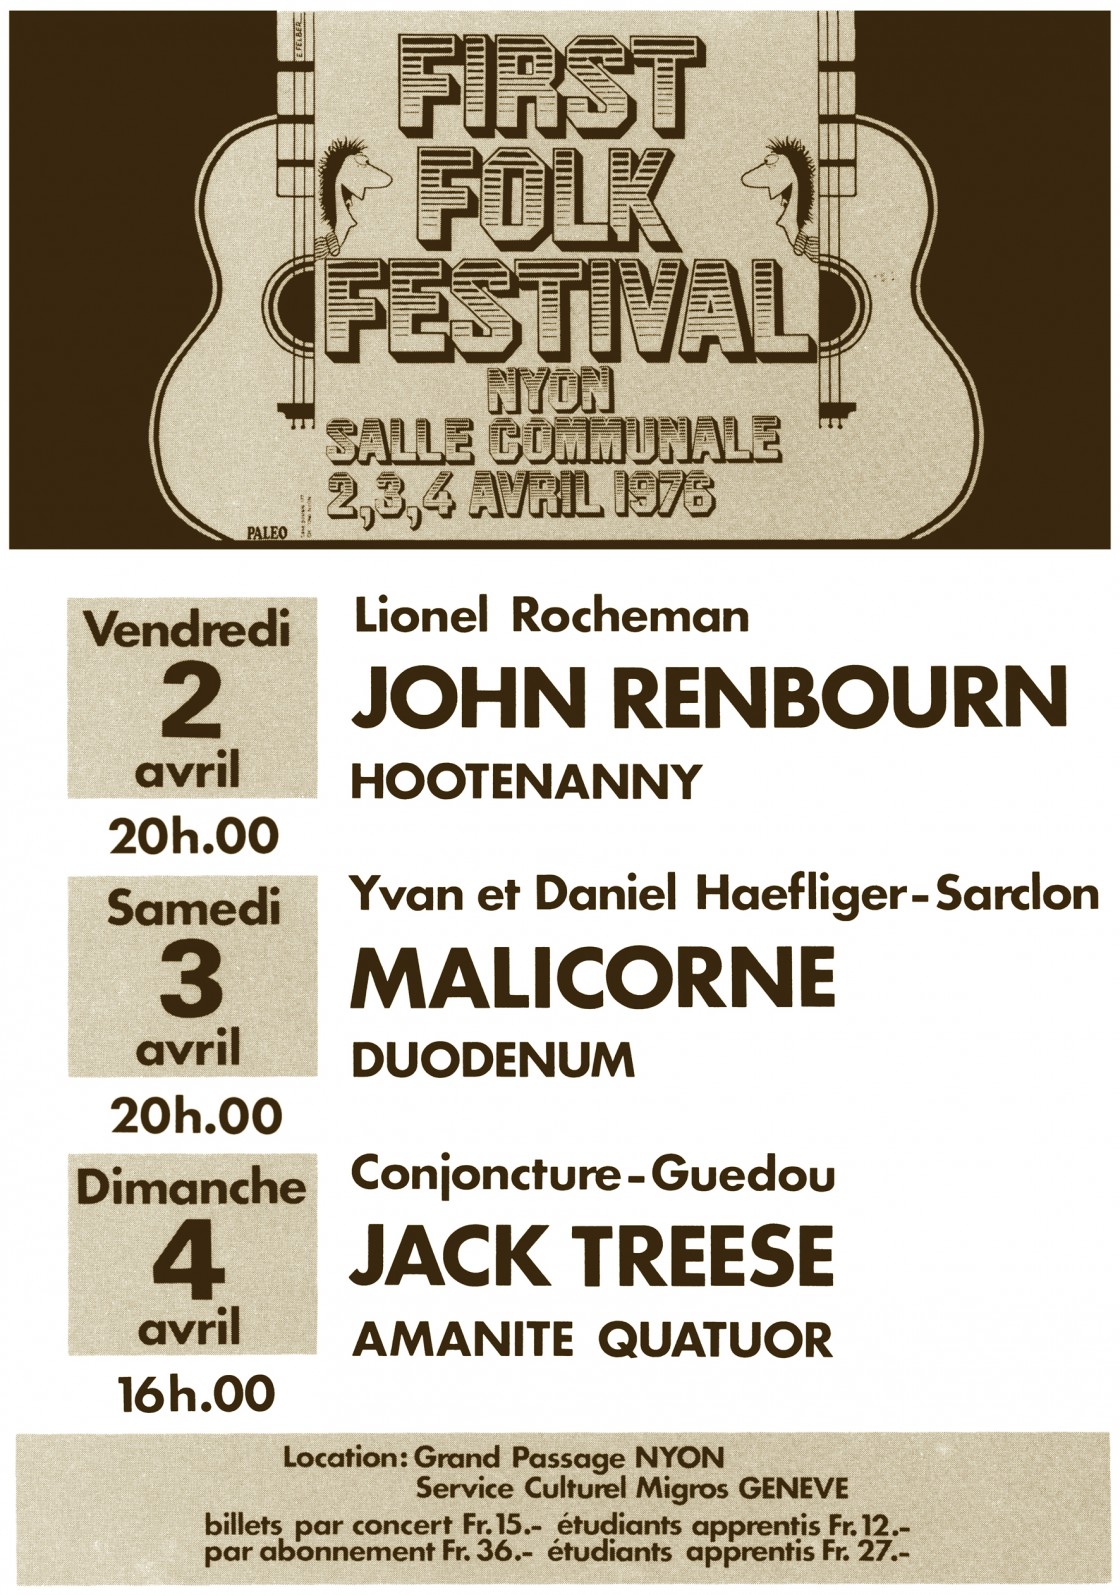 E. FELBER
FIRST
FOLK
FESTIVAL
NYON
SALLE COMMUNALE
2,3,4 AVRIL 1976
PALEO
Vendredi
2
avril
20h.00
Lionel Rocheman
JOHN RENBOURN
HOOTENANNY
Samedi
3
avril
20h.00
Yvan et Daniel Haefliger-Sarclon
MALICORNE
DUODENUM
Dimanche
4
avril
16h.00
Conjoncture-Guedou
JACK TREESE
AMANITE QUATUOR
Location: Grand Passage NYON
Service Culturel Migros GENEVE
billets par concert Fr.15.- étudiants apprentis Fr.12.-
par abonnement Fr. 36.- étudiants apprentis Fr. 27.-